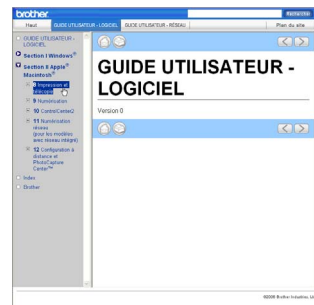 brother
Recherche
Haut
GUIDE UTILISATEUR - LOGICIEL
GUIDE UTILISATEUR - RÉSEAU
Plan du site
GUIDE UTILISATEUR - LOGICIEL
Section I Windows®
Section II Apple® Macintosh®
8 Impression et télécopie
9 Numérisation
10 ControlCenter2
11 Numérisation réseau
(pour les modèles avec réseau intégré)
12 Configuration à distance et PhotoCapture Center™
Index
Brother
GUIDE UTILISATEUR -
LOGICIEL
Version 0
©2006 Brother Industries, Ltd